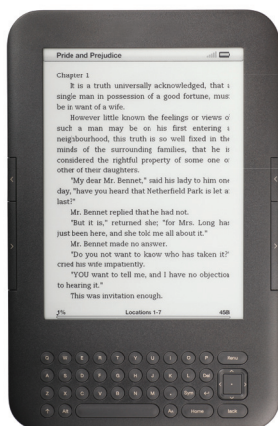 Pride and Prejudice
Chapter 1
It is a truth universally acknowledged, that a
single man in possession of a good fortune, must
be in want of a wife.
However little known the feelings or views of
such a man may be on his first entering a
neighbourhood, this truth is so well fixed in the
minds of the surrounding families, that he is
considered the rightful property of some one or
other of their daughters.
"My dear Mr. Bennet," said his lady to him one
day, "have you heard that Netherfield Park is let at
last?"
Mr. Bennet replied that he had not.
"But it is," returned she; "for Mrs. Long has
just been here, and she told me all about it."
Mr. Bennet made no answer.
"Do you not want to know who has taken it?"
cried his wife impatiently.
"YOU want to tell me, and I have no objection
to hearing it."
This was invitation enough.
1% Locations 1-7 458
Q W E R T Y U I O P Menu
A S D F G H J K L Del
Z X C V B N M . Sym
Alt Aa Home Back